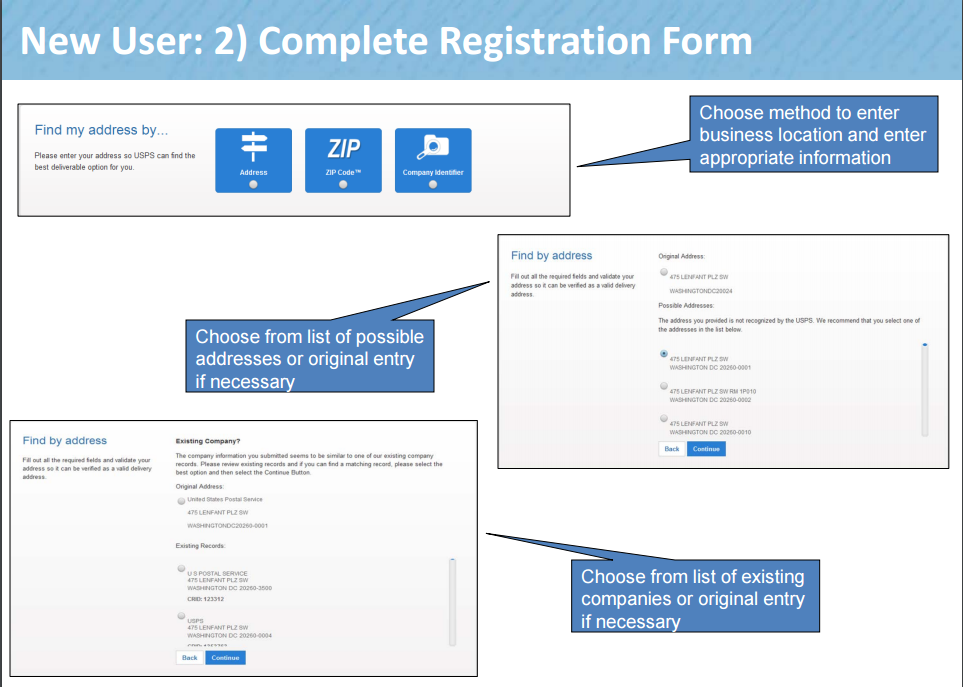 New User: 2) Complete Registration Form
Find my address by...
Please enter your address so USPS can find the
best deliverable option for you.
Address
ZIP
ZIP Code™
Company Identifier
Choose method to enter
business location and enter
appropriate information
Find by address
Fill out all the required fields and validate your
address so it can be verified as a valid delivery
address.
Original Address:
475 LENFANT PLZ SW
WASHINGTONDC20024
Possible Addresses:
The address you provided is not recognized by the USPS. We recommend that you select one of
the addresses in the list below.
475 LENFANT PLZ SW
WASHINGTON DC 20260-0001
475 LENFANT PLZ SW RM 1P010
WASHINGTON DC 20260-0002
475 LENFANT PLZ SW
WASHINGTON DC 20260-0010
Back
Continue
Choose from list of possible
addresses or original entry
if necessary
Find by address
Fill out all the required fields and validate your
address so it can be verified as a valid delivery
address.
Existing Company?
The company information you submitted seems to be similar to one of our existing company
records. Please review existing records and if you can find a matching record, please select the
best option and then select the Continue Button.
Original Address:
United States Postal Service
475 LENFANT PLZ SW
WASHINGTONDC20260-0001
Existing Records:
U S POSTAL SERVICE
475 LENFANT PLZ SW
WASHINGTON DC 20260-3500
CRID: 123312
USPS
475 LENFANT PLZ SW
WASHINGTON DC 20260-0004
Back
Continue
Choose from list of existing
companies or original entry
if necessary